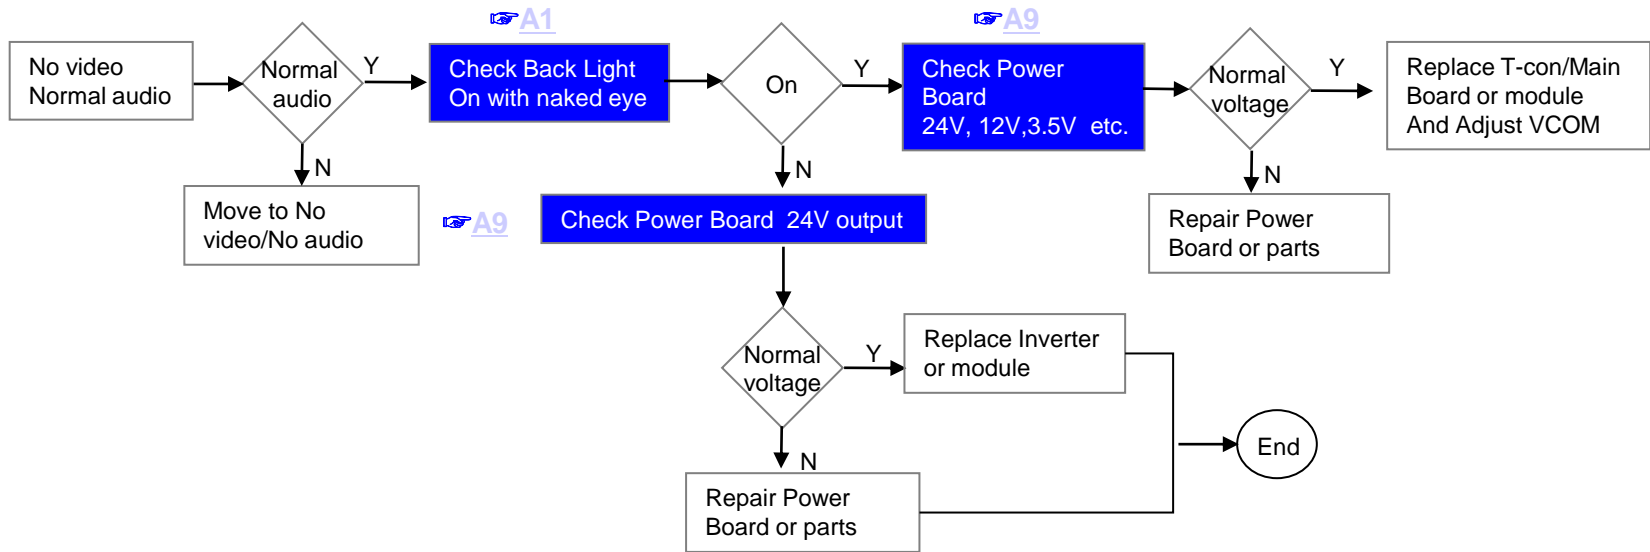 ☞A1
☞A9
No video
Normal audio
Normal
audio
Y
Check Back Light
On with naked eye
On
Y
Check Power
Board
24V, 12V,3.5V etc.
Normal
voltage
Y
Replace T-con/Main
Board or module
And Adjust VCOM
N
N
N
Move to No
video/No audio
☞A9
Check Power Board 24V output
Repair Power
Board or parts
Normal
voltage
Y
Replace Inverter
or module
End
N
Repair Power
Board or parts